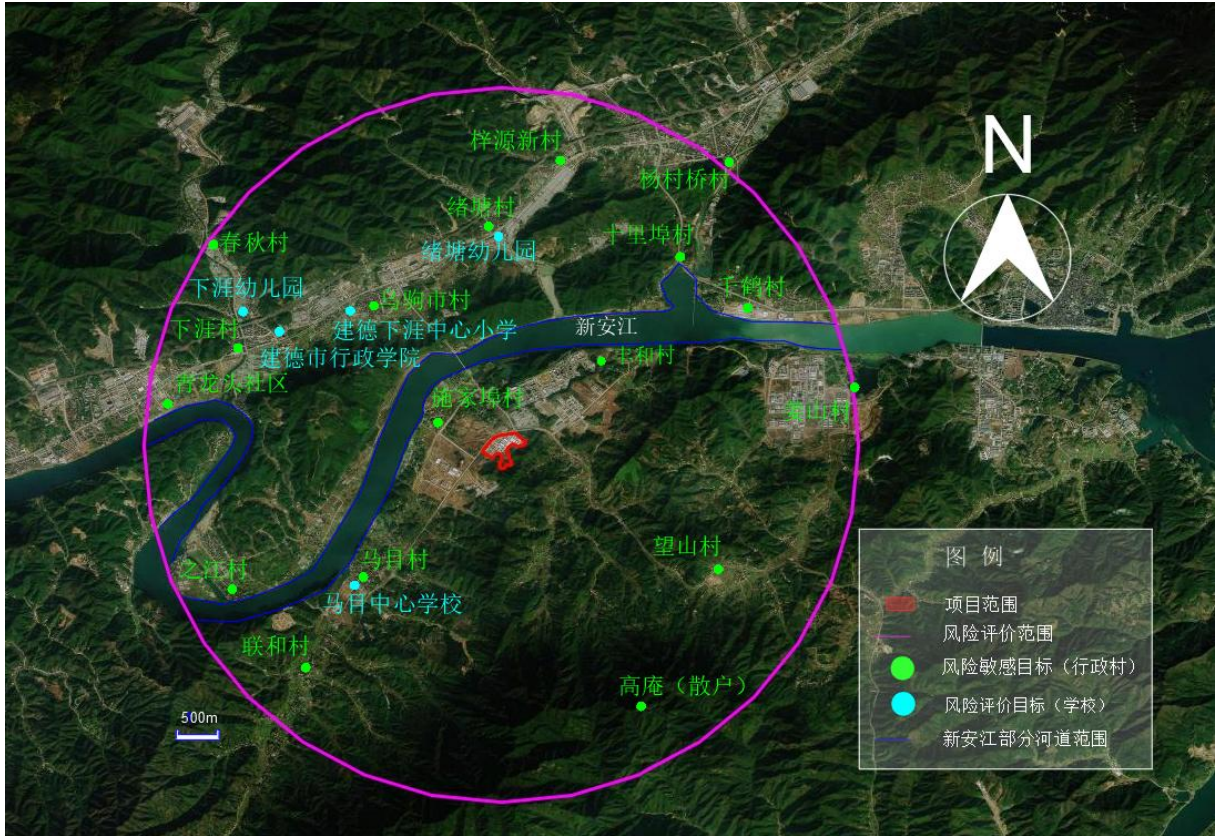 N
梓源新村
杨村桥村
绪塘村
绪塘幼儿园
春秋村
十里埠村
下涯幼儿园
千鹤村
马驹市村
建德下涯中心小学
新安江
下涯村
建德市行政学院
丰和村
青龙头社区
施家埠村
望山村
之江村
马目村
马目中心学校
联和村
高庵（散户）
500m
图 例
项目范围
风险评价范围
风险敏感目标（行政村）
风险评价目标（学校）
新安江部分河道范围